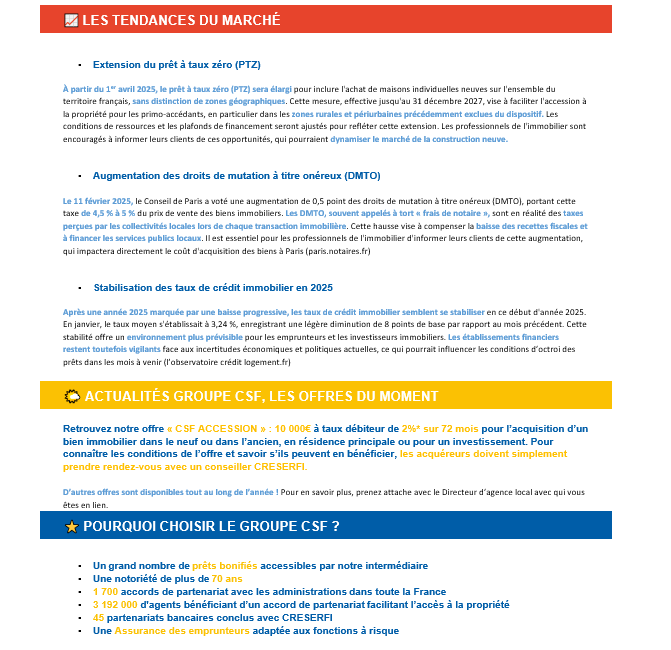 LES TENDANCES DU MARCHÉ
▪ Extension du prêt à taux zéro (PTZ)
À partir du 1er avril 2025, le prêt à taux zéro (PTZ) sera élargi pour inclure l'achat de maisons individuelles neuves sur l'ensemble du
territoire français, sans distinction de zones géographiques. Cette mesure, effective jusqu'au 31 décembre 2027, vise à faciliter l'accession à
la propriété pour les primo-accédants, en particulier dans les zones rurales et périurbaines précédemment exclues du dispositif. Les
conditions de ressources et les plafonds de financement seront ajustés pour refléter cette extension. Les professionnels de l'immobilier sont
encouragés à informer leurs clients de ces opportunités, qui pourraient dynamiser le marché de la construction neuve.
▪ Augmentation des droits de mutation à titre onéreux (DMTO)
Le 11 février 2025, le Conseil de Paris a voté une augmentation de 0,5 point des droits de mutation à titre onéreux (DMTO), portant cette
taxe de 4,5 % à 5 % du prix de vente des biens immobiliers. Les DMTO, souvent appelés à tort « frais de notaire », sont en réalité des taxes
perçues par les collectivités locales lors de chaque transaction immobilière. Cette hausse vise à compenser la baisse des recettes fiscales et
à financer les services publics locaux. Il est essentiel pour les professionnels de l'immobilier d'informer leurs clients de cette augmentation,
qui impactera directement le coût d'acquisition des biens à Paris (paris.notaires.fr)
▪ Stabilisation des taux de crédit immobilier en 2025
Après une année 2025 marquée par une baisse progressive, les taux de crédit immobilier semblent se stabiliser en ce début d'année 2025.
En janvier, le taux moyen s'établissait à 3,24 %, enregistrant une légère diminution de 8 points de base par rapport au mois précédent. Cette
stabilité offre un environnement plus prévisible pour les emprunteurs et les investisseurs immobiliers. Les établissements financiers
restent toutefois vigilants face aux incertitudes économiques et politiques actuelles, ce qui pourrait influencer les conditions d'octroi des
prêts dans les mois à venir (l'observatoire crédit logement.fr)
ACTUALITÉS GROUPE CSF, LES OFFRES DU MOMENT
Retrouvez notre offre « CSF ACCESSION » : 10 000€ à taux débiteur de 2%* sur 72 mois pour l'acquisition d'un
bien immobilier dans le neuf ou dans l'ancien, en résidence principale ou pour un investissement. Pour
connaître les conditions de l'offre et savoir s'ils peuvent en bénéficier, les acquéreurs doivent simplement
prendre rendez-vous avec un conseiller CRESERFI.
D'autres offres sont disponibles tout au long de l'année ! Pour en savoir plus, prenez attache avec le Directeur d'agence local avec qui vous
êtes en lien.
POURQUOI CHOISIR LE GROUPE CSF ?
▪ Un grand nombre de prêts bonifiés accessibles par notre intermédiaire
▪ Une notoriété de plus de 70 ans
▪ 1 700 accords de partenariat avec les administrations dans toute la France
▪ 3 192 000 d'agents bénéficiant d'un accord de partenariat facilitant l'accès à la propriété
▪ 45 partenariats bancaires conclus avec CRESERFI
▪ Une Assurance des emprunteurs adaptée aux fonctions à risque